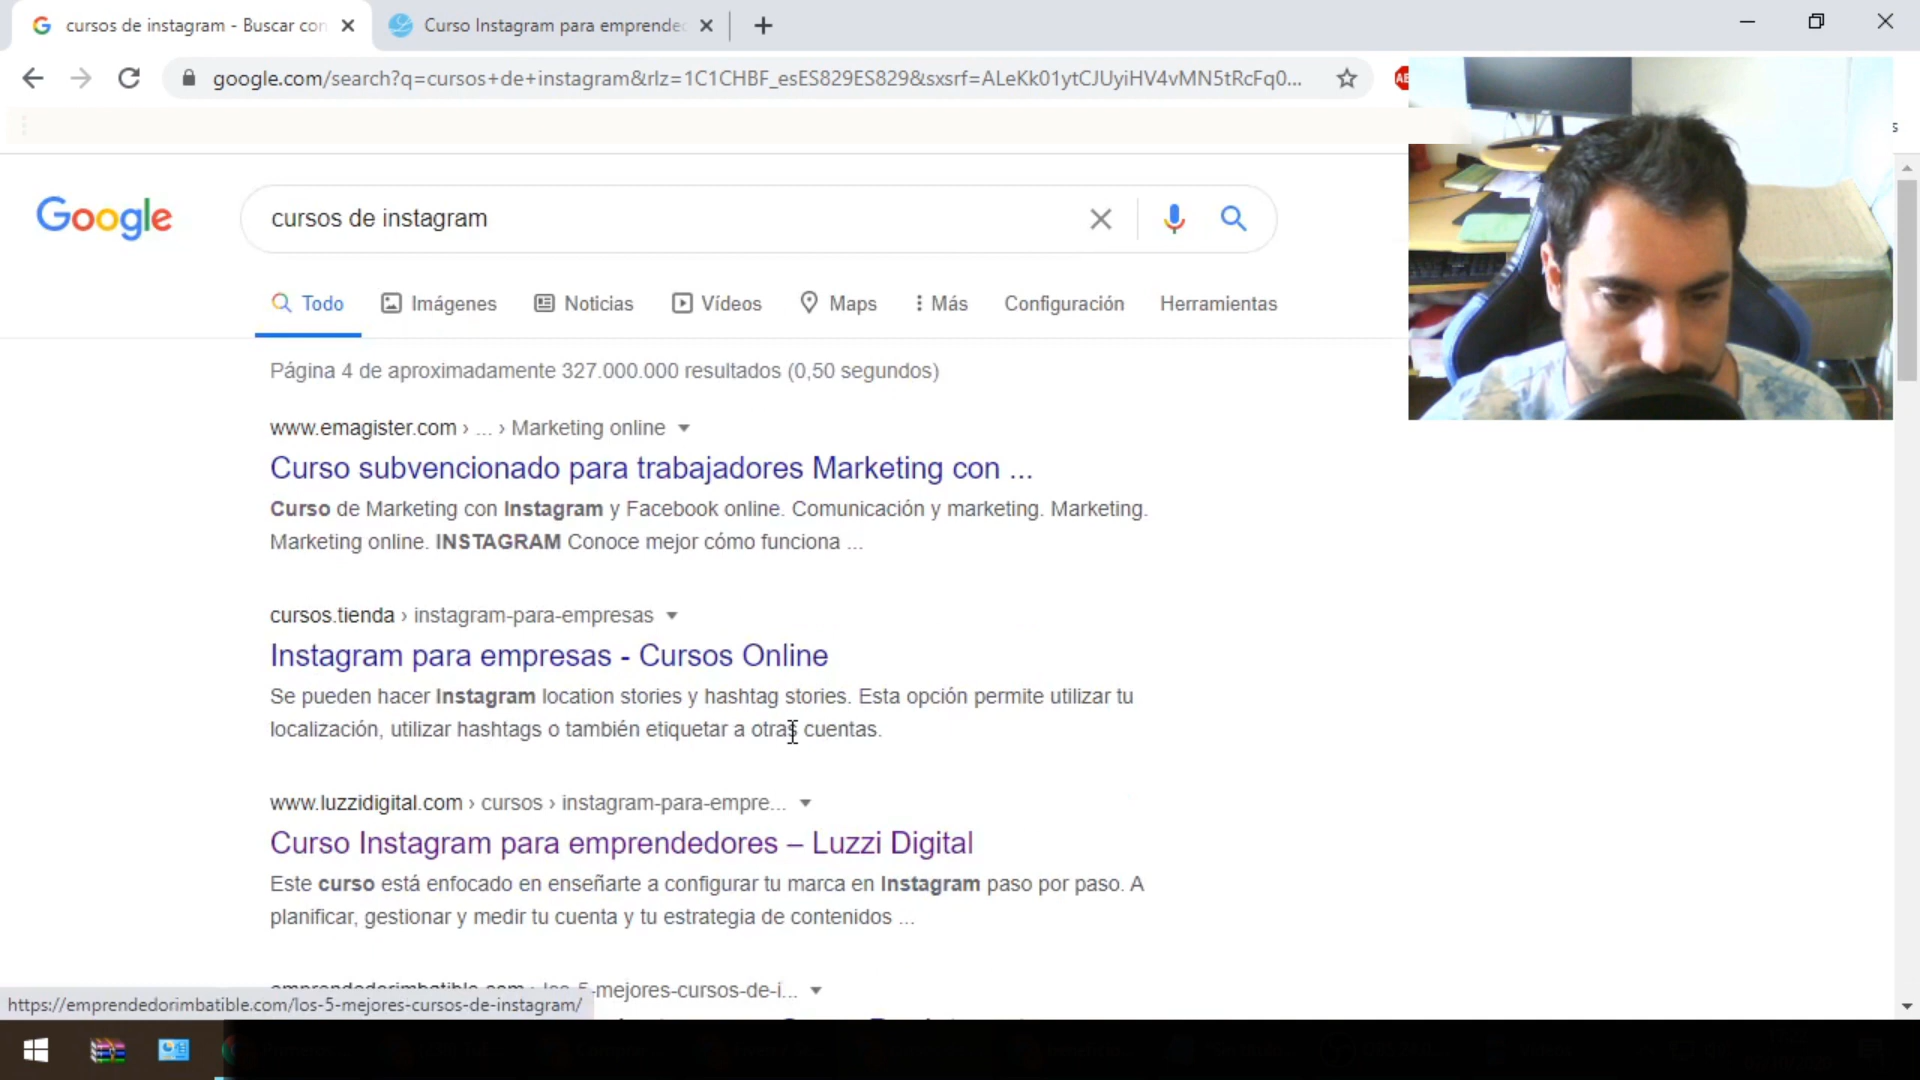 cursos de instagram - Buscar con
Curso Instagram para emprende
google.com/search?q=cursos+de+instagram&rlz=1C1CHBF_esES829ES829&sxsrf=ALeKk01ytCJUyiHV4vMN5tRcFq0...
Google
cursos de instagram
Todo
Imágenes
Noticias
Vídeos
Maps
Más
Configuración
Herramientas
Página 4 de aproximadamente 327.000.000 resultados (0,50 segundos)
www.emagister.com › ... › Marketing online
Curso subvencionado para trabajadores Marketing con ...
Curso de Marketing con Instagram y Facebook online. Comunicación y marketing. Marketing.
Marketing online. INSTAGRAM Conoce mejor cómo funciona ...
cursos.tienda › instagram-para-empresas
Instagram para empresas - Cursos Online
Se pueden hacer Instagram location stories y hashtag stories. Esta opción permite utilizar tu
localización, utilizar hashtags o también etiquetar a otras cuentas.
www.luzzidigital.com › cursos › instagram-para-empre...
Curso Instagram para emprendedores – Luzzi Digital
Este curso está enfocado en enseñarte a configurar tu marca en Instagram paso por paso. A
planificar, gestionar y medir tu cuenta y tu estrategia de contenidos ...
emprendedorimbatible.com › los-5-mejores-cursos-de-i...
https://emprendedorimbatible.com/los-5-mejores-cursos-de-instagram/